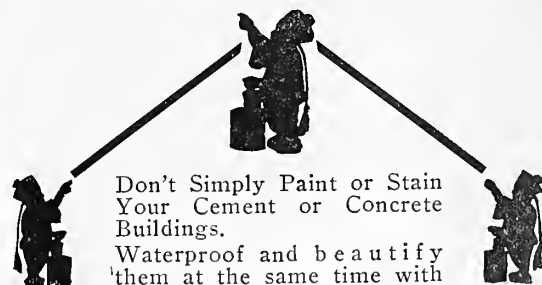 Don't Simply Paint or Stain
Your Cement or Concrete
Buildings.
Waterproof and beautify
them at the same time with